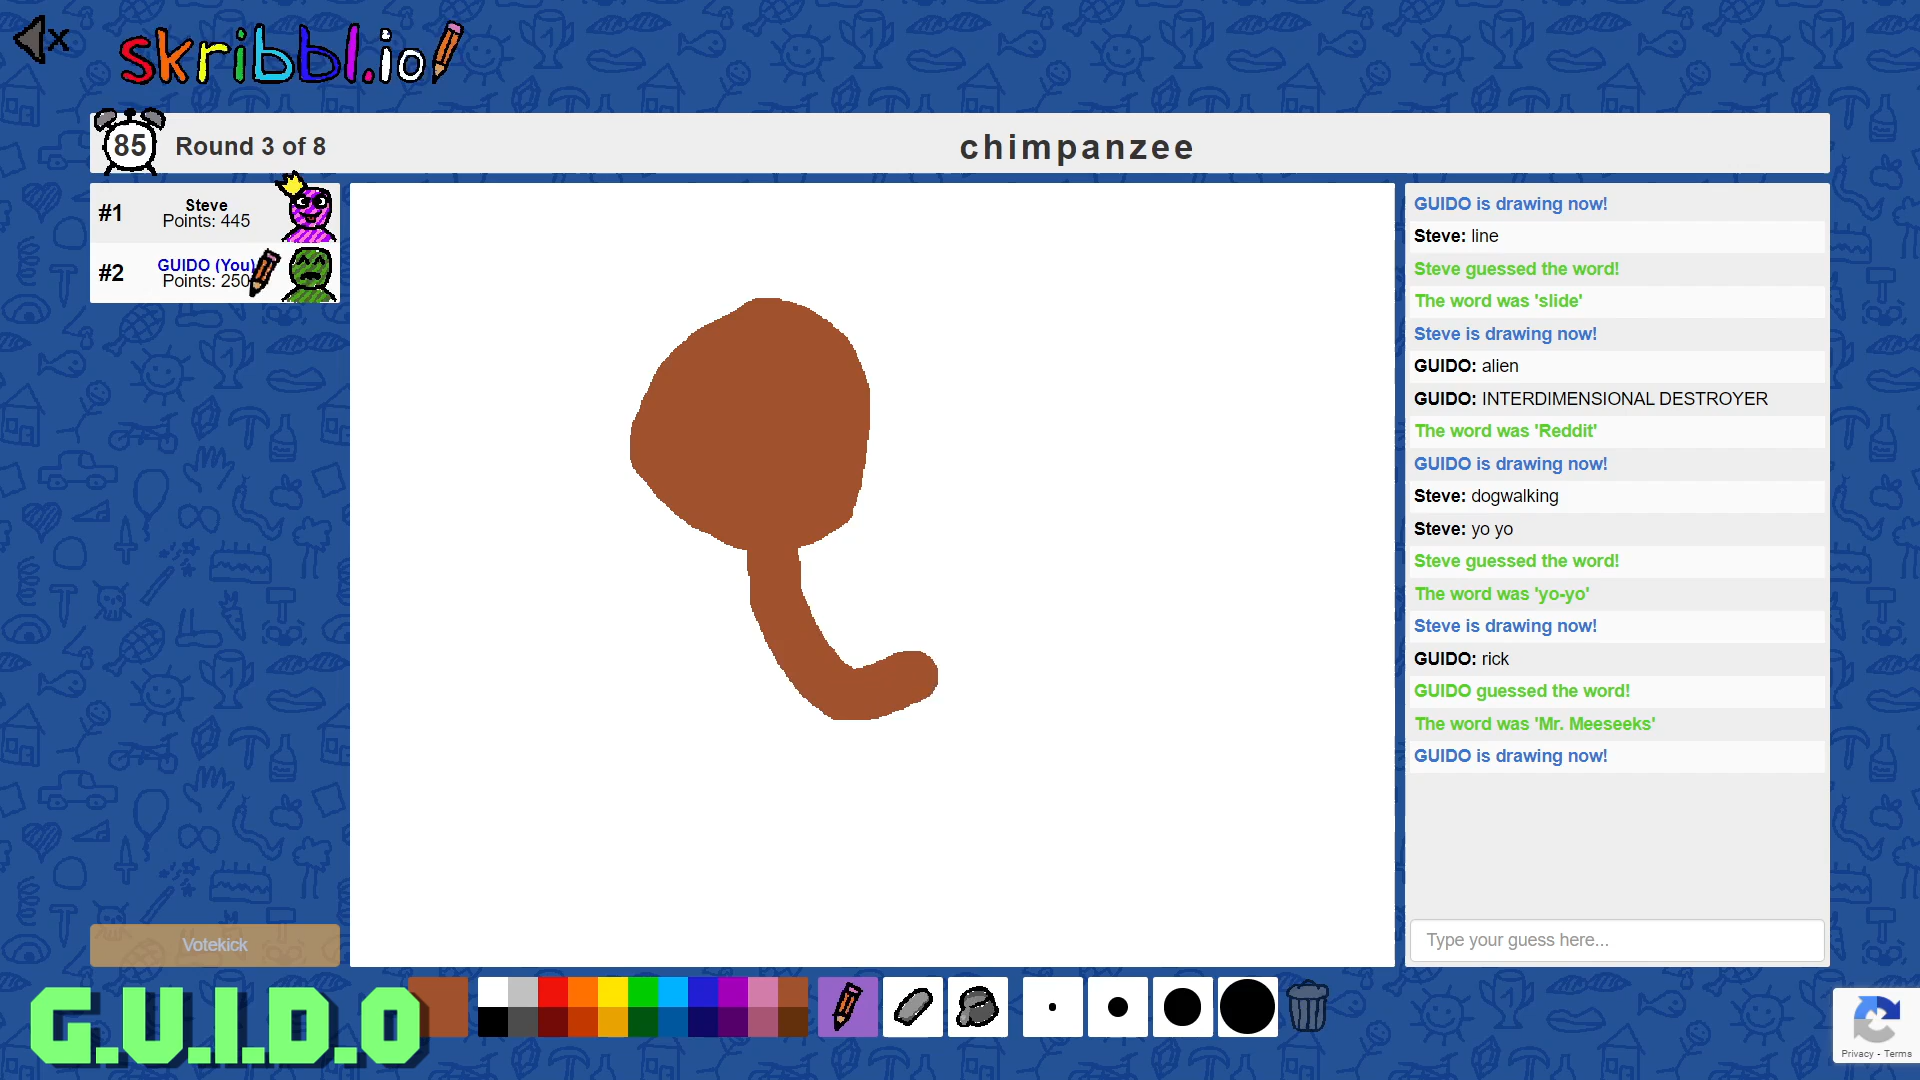 skribbl.io
85
Round 3 of 8
chimpanzee
#1
Steve
Points: 445
#2
GUIDO (You)
Points: 250
GUIDO is drawing now!
Steve: line
Steve guessed the word!
The word was 'slide'
Steve is drawing now!
GUIDO: alien
GUIDO: INTERDIMENSIONAL DESTROYER
The word was 'Reddit'
GUIDO is drawing now!
Steve: dogwalking
Steve: yo yo
Steve guessed the word!
The word was 'yo-yo'
Steve is drawing now!
GUIDO: rick
GUIDO guessed the word!
The word was 'Mr. Meeseeks'
GUIDO is drawing now!
Type your guess here...
Votekick
G.U.I.D.O
Privacy - Terms